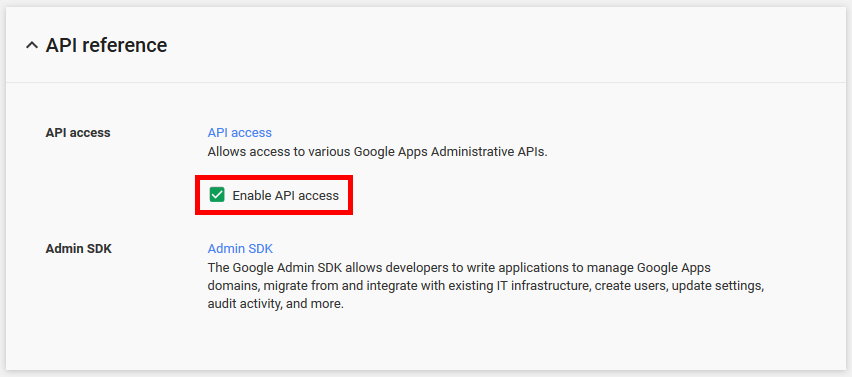 API reference
API access
API access
Allows access to various Google Apps Administrative APIs.
Enable API access
Admin SDK
Admin SDK
The Google Admin SDK allows developers to write applications to manage Google Apps
domains, migrate from and integrate with existing IT infrastructure, create users, update settings,
audit activity, and more.